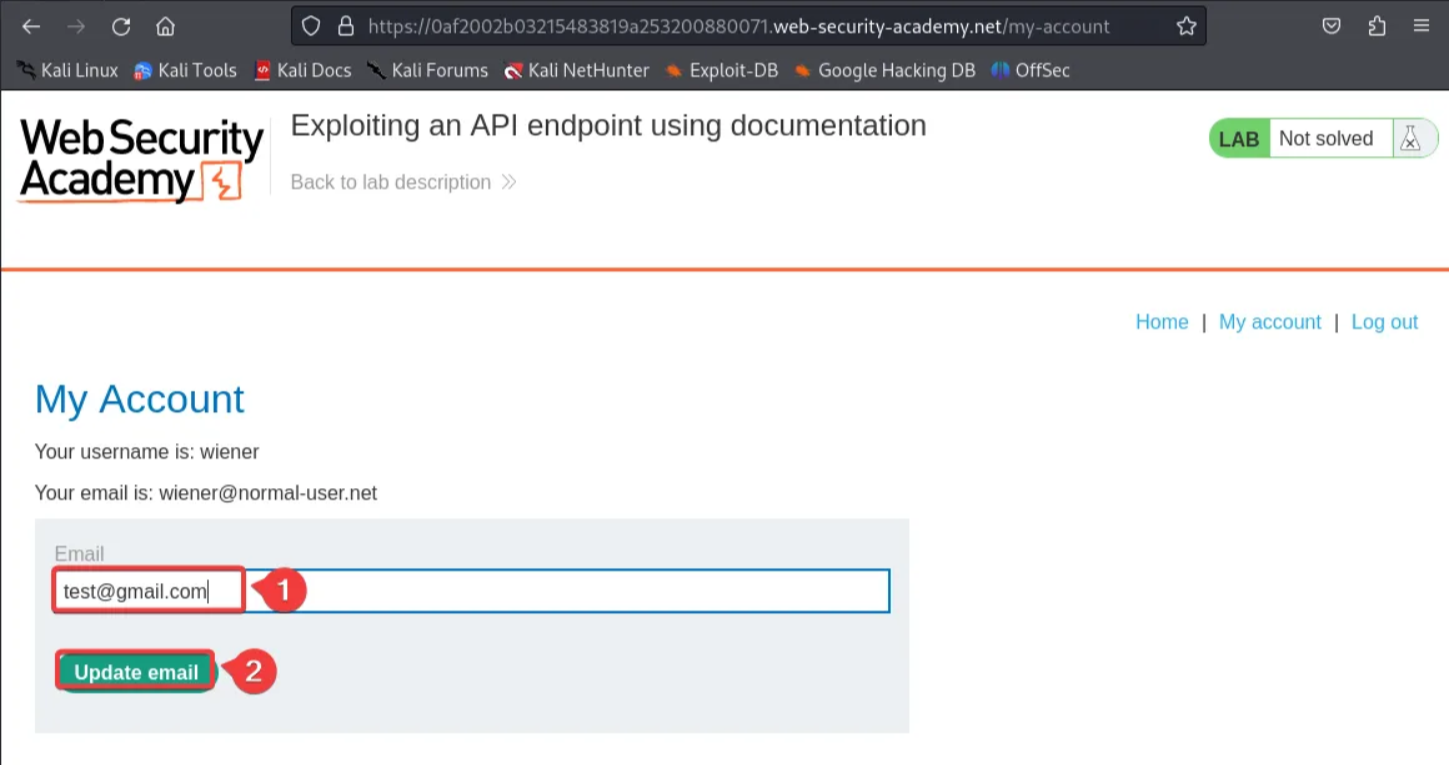 https://0af2002b03215483819a253200880071.web-security-academy.net/my-account
Kali Linux Kali Tools Kali Docs Kali Forums Kali NetHunter Exploit-DB Google Hacking DB OffSec
Web Security
Academy
Exploiting an API endpoint using documentation
Back to lab description >>
LAB Not solved
Home | My account | Log out
My Account
Your username is: wiener
Your email is: wiener@normal-user.net
Email
test@gmail.com 1
Update email 2